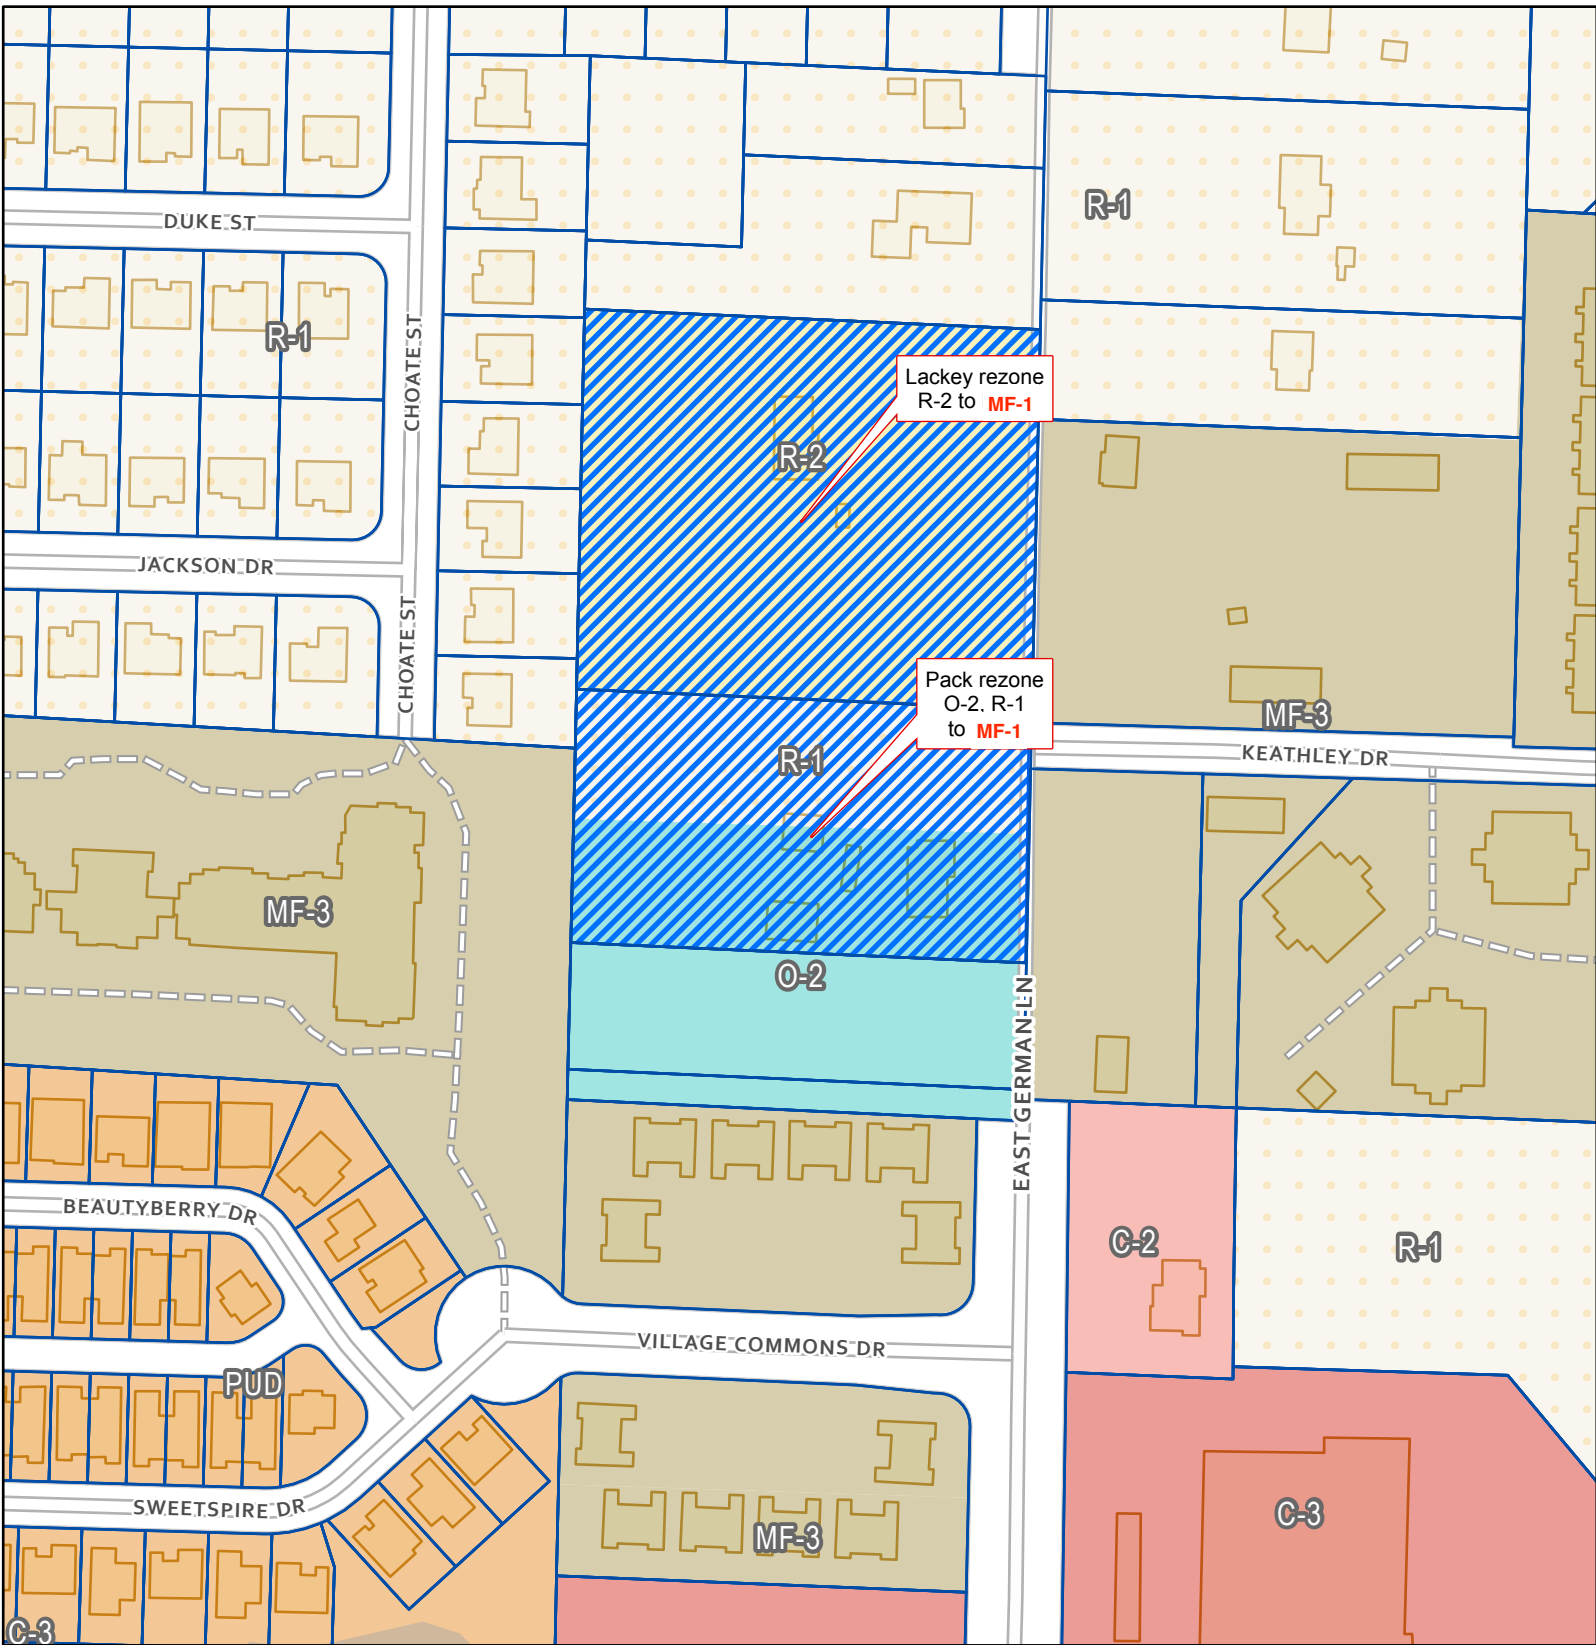 R-1
DUKE ST
R-1
CHOATE ST
Lackey rezone
R-2 to MF-1
R-2
JACKSON DR
CHOATE ST
Pack rezone
O-2, R-1
to MF-1
MF-3
R-1
KEATHLEY DR
MF-3
O-2
EAST GERMAN LN
BEAUTYBERRY DR
C-2
R-1
VILLAGE COMMONS DR
PUD
SWEETSPIRE DR
C-3
MF-3
C-3